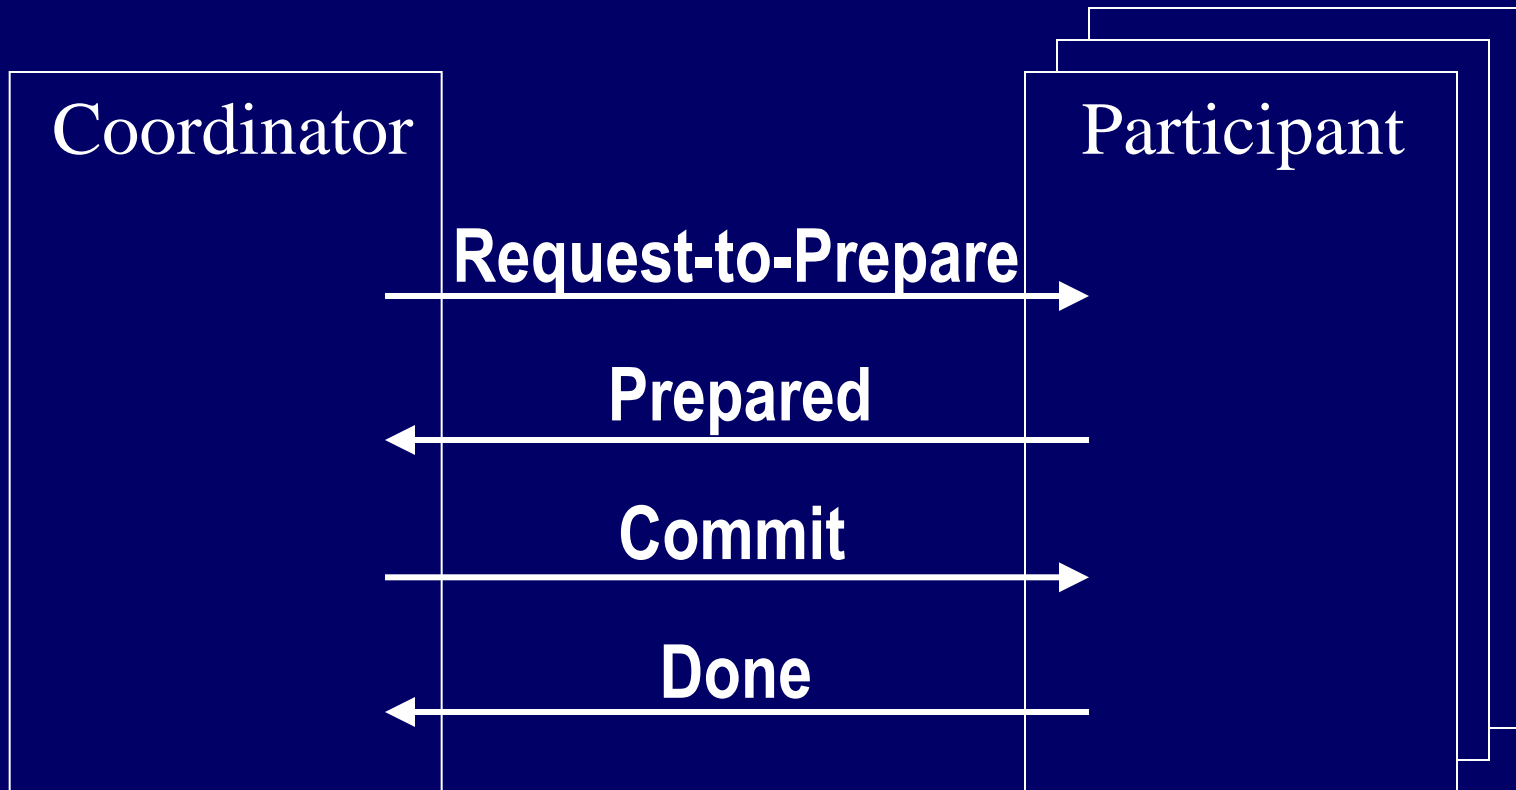 Coordinator
Participant
Request-to-Prepare
Prepared
Commit
Done